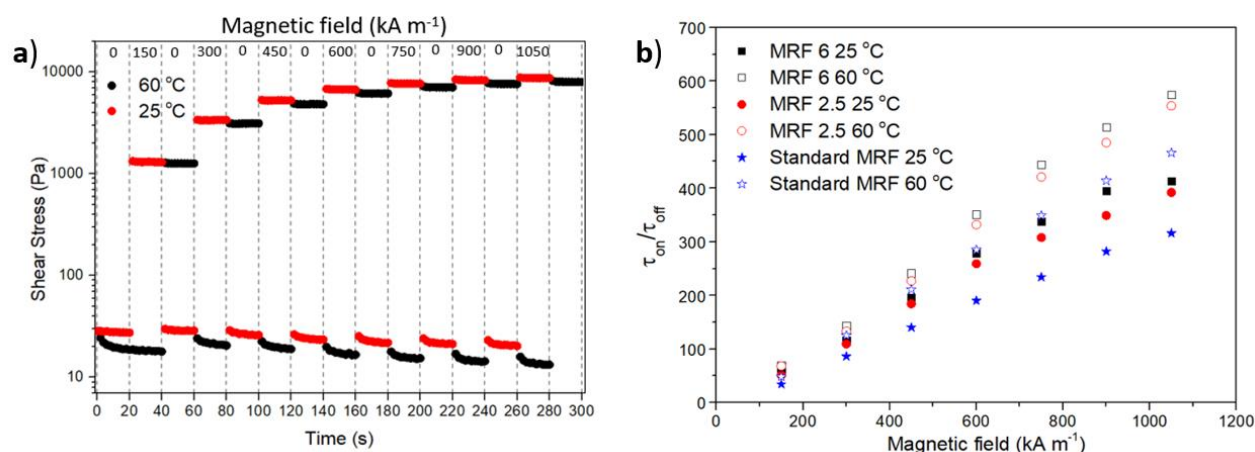 a)
Magnetic field (kA m⁻¹)
0 150 0 300 0 450 0 600 0 750 0 900 0 1050
10000
1000
100
10
Shear Stress (Pa)
60 °C
25 °C
0 20 40 60 80 100 120 140 160 180 200 220 240 260 280 300
Time (s)
b)
700
600
500
400
300
200
100
0
τon/τoff
MRF 6 25 °C
MRF 6 60 °C
MRF 2.5 25 °C
MRF 2.5 60 °C
Standard MRF 25 °C
Standard MRF 60 °C
200 400 600 800 1000 1200
Magnetic field (kA m⁻¹)